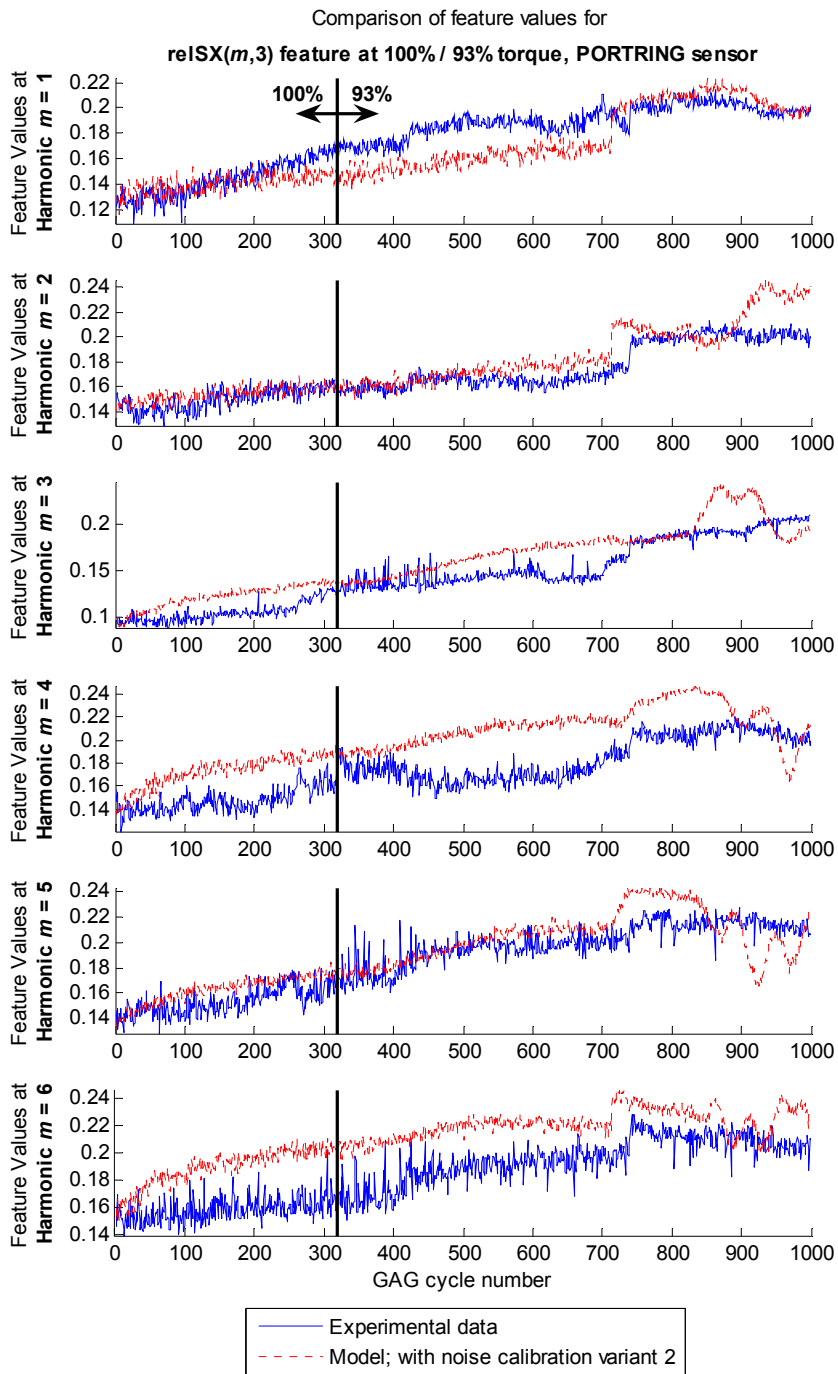 Comparison of feature values for
relSX(m,3) feature at 100% / 93% torque, PORTRING sensor
Feature Values at
Harmonic m = 1
0.22
0.2
0.18
0.16
0.14
0.12
100% 93%
0 100 200 300 400 500 600 700 800 900 1000
Feature Values at
Harmonic m = 2
0.24
0.22
0.2
0.18
0.16
0.14
0 100 200 300 400 500 600 700 800 900 1000
Feature Values at
Harmonic m = 3
0.2
0.15
0.1
0 100 200 300 400 500 600 700 800 900 1000
Feature Values at
Harmonic m = 4
0.24
0.22
0.2
0.18
0.16
0.14
0 100 200 300 400 500 600 700 800 900 1000
Feature Values at
Harmonic m = 5
0.24
0.22
0.2
0.18
0.16
0.14
0 100 200 300 400 500 600 700 800 900 1000
Feature Values at
Harmonic m = 6
0.24
0.22
0.2
0.18
0.16
0.14
0 100 200 300 400 500 600 700 800 900 1000
GAG cycle number
Experimental data
Model; with noise calibration variant 2